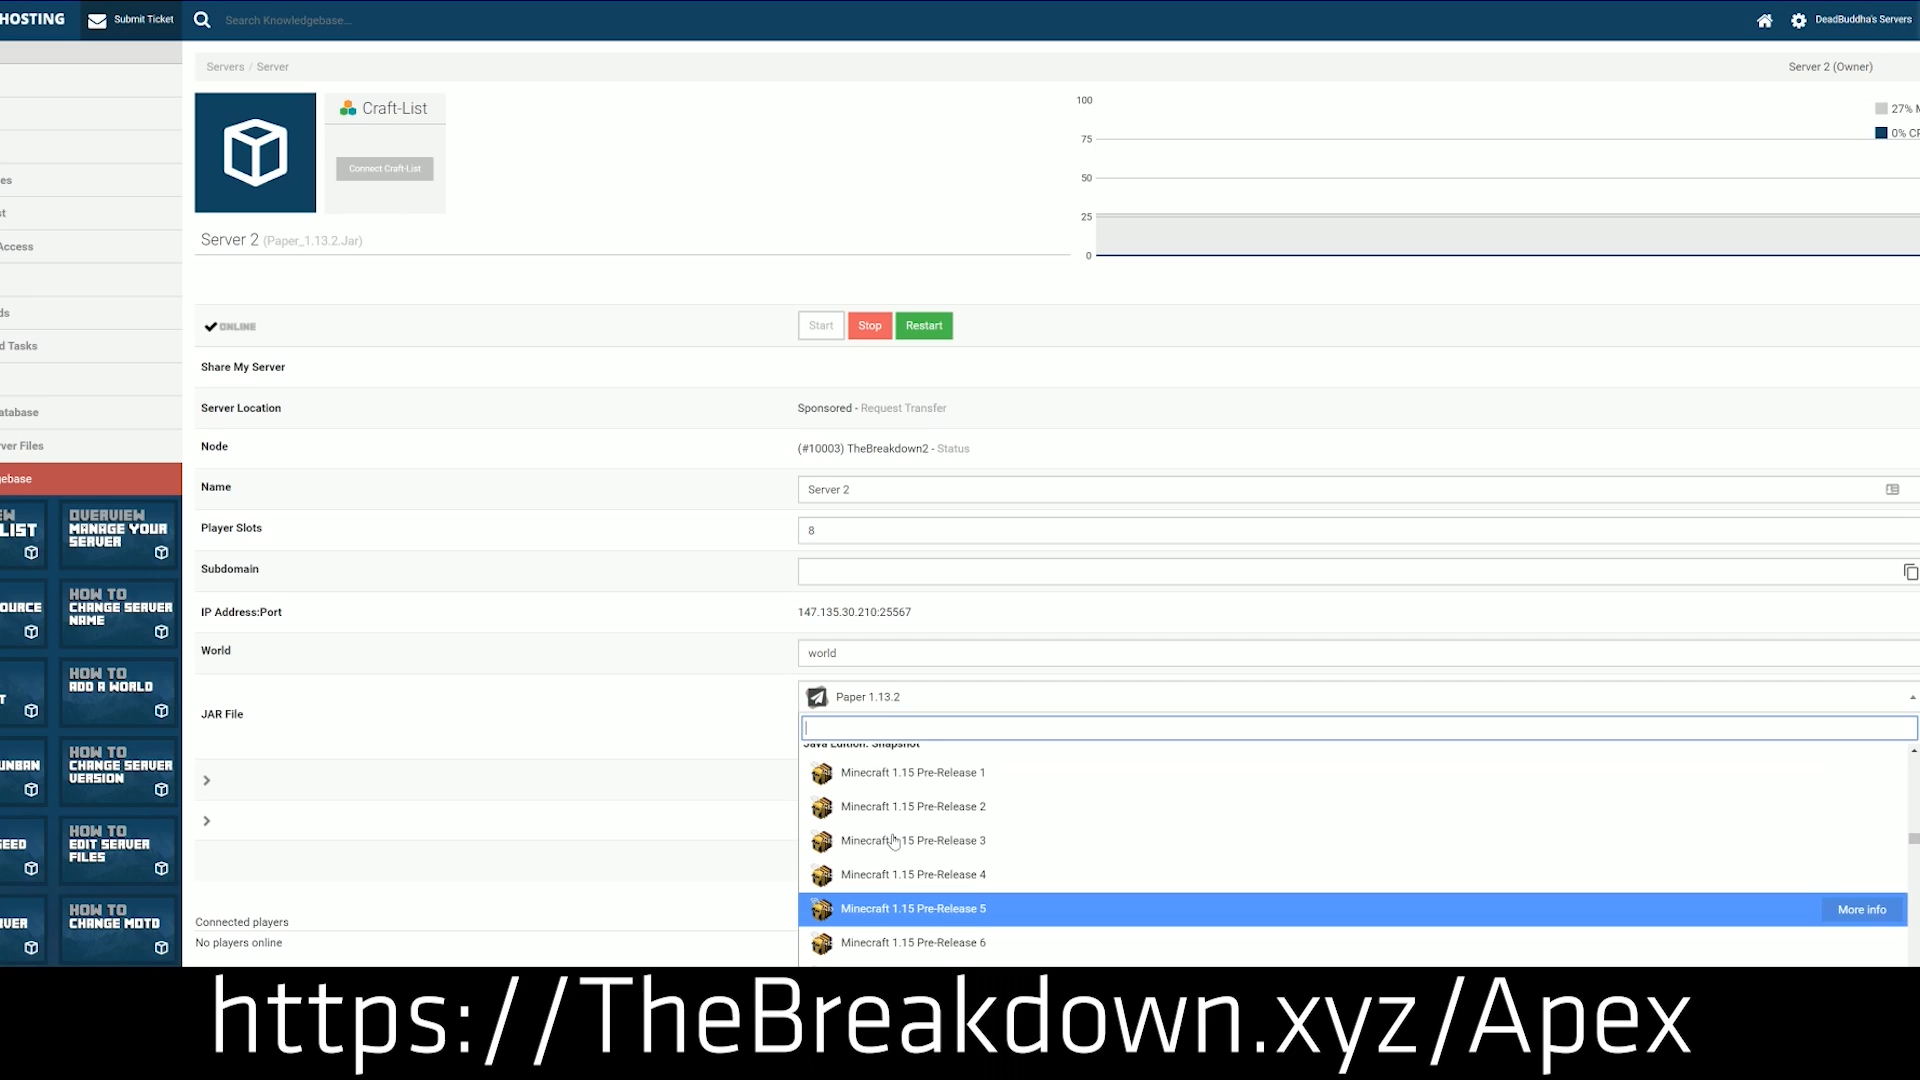 HOSTING
Submit Ticket
Search Knowledgebase...
DeadBuddha's Servers
Servers / Server
Server 2 (Owner)
Craft-List
Connect Craft-List
Server 2 (Paper_1.13.2.Jar)
100
75
50
25
0
27% M
0% CP
es
st
Access
ds
d Tasks
atabase
ver Files
gebase
ONLINE
Start
Stop
Restart
Share My Server
Server Location
Sponsored - Request Transfer
Node
(#10003) TheBreakdown2 - Status
Name
Server 2
Player Slots
8
Subdomain
IP Address:Port
147.135.30.210:25567
World
world
JAR File
Paper 1.13.2
Java Edition: Snapshot
Minecraft 1.15 Pre-Release 1
Minecraft 1.15 Pre-Release 2
Minecraft 1.15 Pre-Release 3
Minecraft 1.15 Pre-Release 4
Minecraft 1.15 Pre-Release 5
More info
Minecraft 1.15 Pre-Release 6
Connected players
No players online
EW
LIST
OVERVIEW
MANAGE YOUR
SERVER
OURCE
HOW TO
CHANGE SERVER
NAME
T
HOW TO
ADD A WORLD
UNBAN
HOW TO
CHANGE SERVER
VERSION
SEED
HOW TO
EDIT SERVER
FILES
VER
HOW TO
CHANGE MOTD
https://TheBreakdown.xyz/Apex